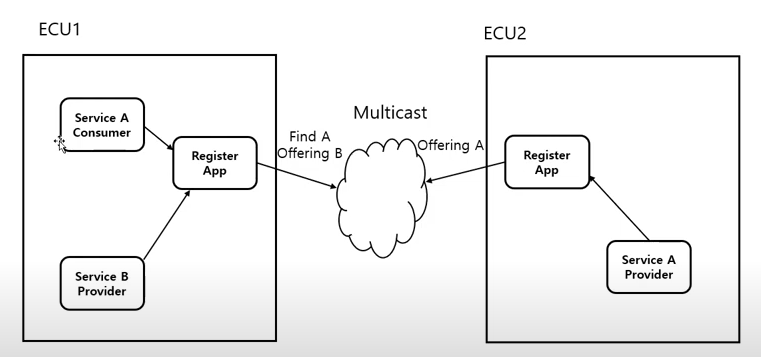 ECU1
Service A
Consumer
Register
App
Service B
Provider
Find A
Offering B
Multicast
Offering A
ECU2
Register
App
Service A
Provider